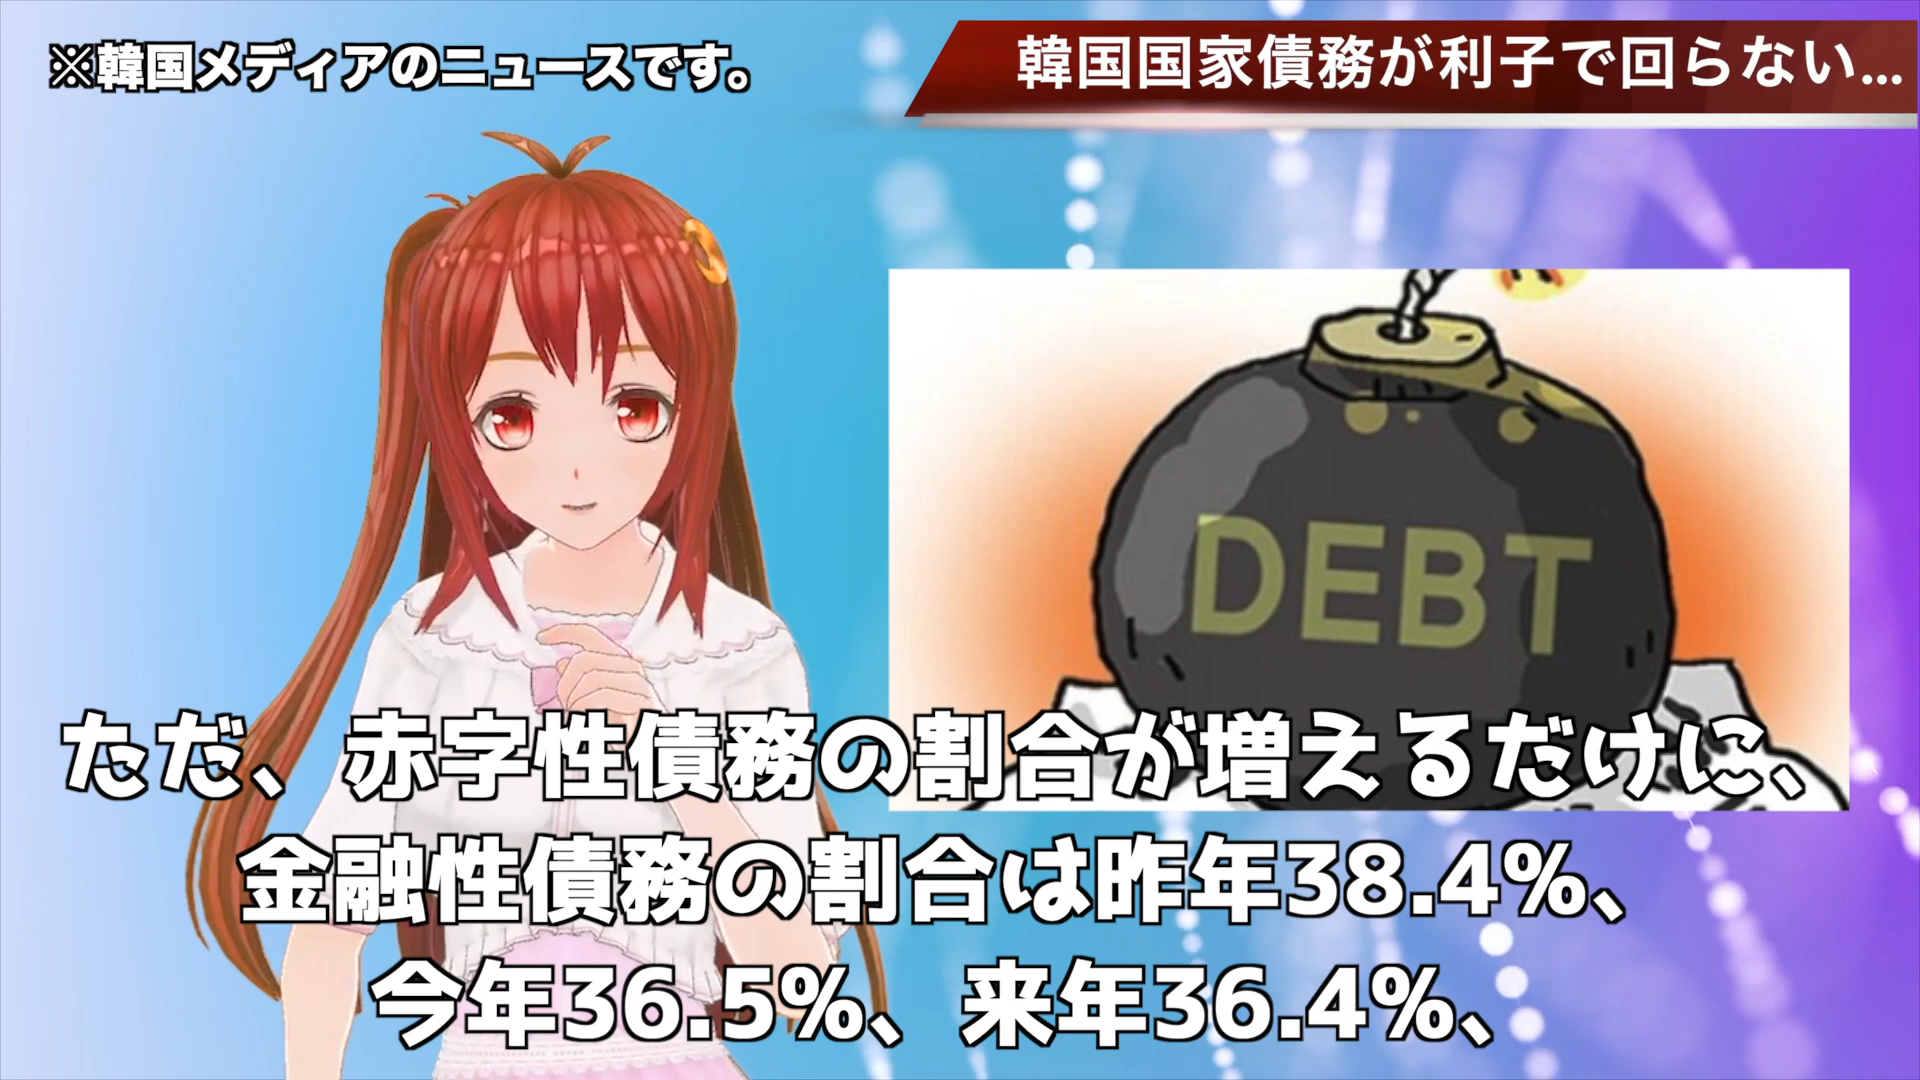 ※韓国メディアのニュースです。
韓国国家債務が利子で回らない...
DEBT
ただ、赤字性債務の割合が増えるだけに、
金融性債務の割合は昨年38.4%、
今年36.5%、来年36.4%、